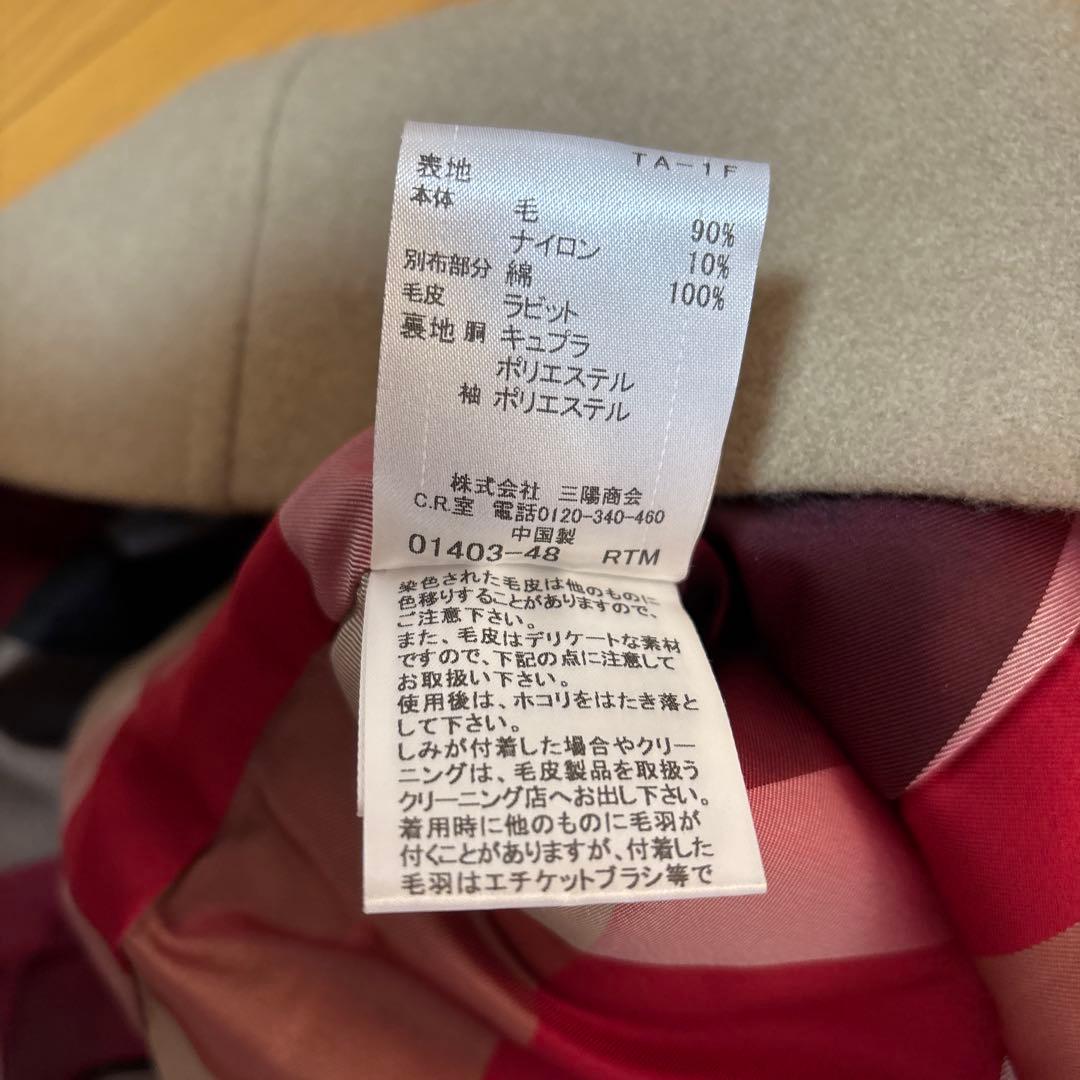 TA-1F
表地
本体 毛 90%
ナイロン 10%
別布部分 綿 100%
毛皮 ラビット
裏地 胴 キュプラ
ポリエステル
袖 ポリエステル
株式会社 三陽商会
C.R.室 電話0120-340-460
中国製
01403-48 RTM
染色された毛皮は他のものに
色移りすることがありますので、
ご注意下さい。
また、毛皮はデリケートな素材
ですので、下記の点に注意して
お取扱い下さい。
使用後は、ホコリをはたき落と
して下さい。
しみが付着した場合やクリー
ニングは、毛皮製品を取扱う
クリーニング店へお出し下さい。
着用時に他のものに毛羽が
付くことがありますが、付着した
毛羽はエチケットブラシ等で